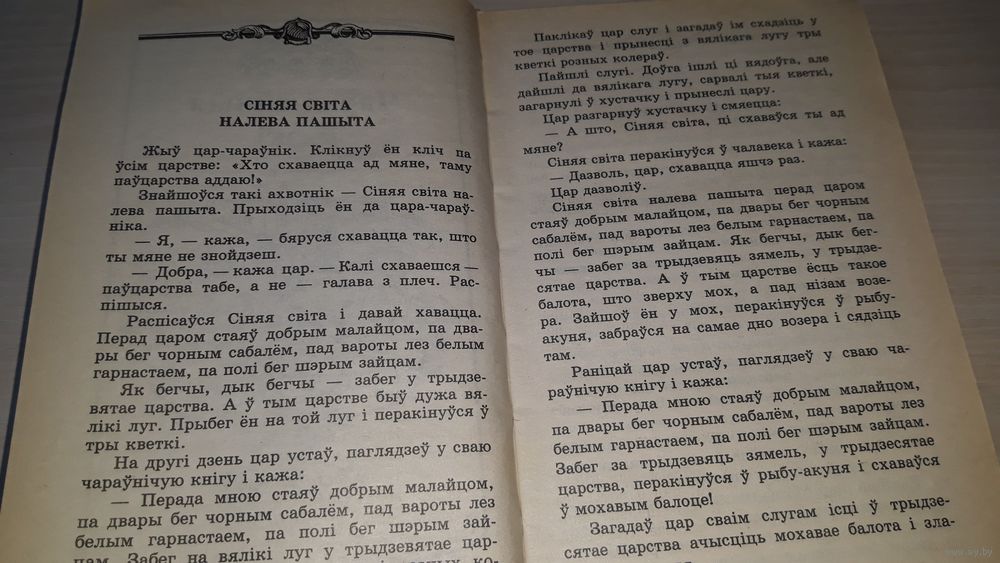 СІНЯЯ СВІТА
НАЛЕВА ПАШЫТА
Жыў цар-чараўнік. Клікнуў ён кліч па
ўсім царстве: «Хто схаваецца ад мяне, таму
паўцарства аддаю!»
Знайшоўся такі ахвотнік — Сіняя світа на-
лева пашыта. Прыходзіць ён да цара-чараў-
ніка.
— Я, — кажа, — бяруся схавацца так, што
ты мяне не знойдзеш.
— Добра, — кажа цар. — Калі схаваешся —
паўцарства табе, а не — галава з плеч. Рас-
пішыся.
Распісаўся Сіняя світа і давай хавацца.
Перад царом стаяў добрым малайцом, па два-
ры бег чорным сабалём, пад вароты лез белым
гарнастаем, па полі бег шэрым зайцам.
Як бегчы, дык бегчы — забег у трыдзе-
вятае царства. А ў тым царстве быў дужа вя-
лікі луг. Прыбег ён на той луг і перакінуўся ў
тры кветкі.
На другі дзень цар устаў, паглядзеў у сваю
чараўнічую кнігу і кажа:
— Перада мною стаяў добрым малайцом,
па двары бег чорным сабалём, пад вароты лез
белым гарнастаем, па полі бег шэрым зай-
цам. Забег на вялікі луг у трыдзевятае цар-
Паклікаў цар слуг і загадаў ім схадзіць у
тое царства і прынесці з вялікага лугу тры
кветкі розных колераў.
Пайшлі слугі. Доўга ішлі ці нядоўга, але
дайшлі да вялікага лугу, сарвалі тыя кветкі,
загарнулі ў хустачку і прынеслі цару.
Цар разгарнуў хустачку і смяецца:
— А што, Сіняя світа, ці схаваўся ты ад
мяне?
Сіняя світа перакінуўся ў чалавека і кажа:
— Дазволь, цар, схавацца яшчэ раз.
Цар дазволіў.
Сіняя світа налева пашыта перад царом
стаяў добрым малайцом, па двары бег чорным
сабалём, пад вароты лез белым гарнастаем, па
полі бег шэрым зайцам. Як бегчы, дык бег-
чы — забег за трыдзевяць зямель, у трыдзе-
сятае царства. А ў тым царстве ёсць такое
балота, што зверху мох, а пад нізам возе-
ра. Зайшоў ён у мох, перакінуўся ў рыбу-
акуня, забраўся на самае дно возера і сядзіць
там.
Раніцай цар устаў, паглядзеў у сваю ча-
раўнічую кнігу і кажа:
— Перада мною стаяў добрым малайцом,
па двары бег чорным сабалём, пад вароты лез
белым гарнастаем, па полі бег шэрым зайцам.
Забег за трыдзевяць зямель, у трыдзесятае
царства, перакінуўся ў рыбу-акуня і схаваўся
ў мохавым балоце!
Загадаў цар сваім слугам ісці ў трыдзе-
сятае царства ачысціць мохавае балота і зла-